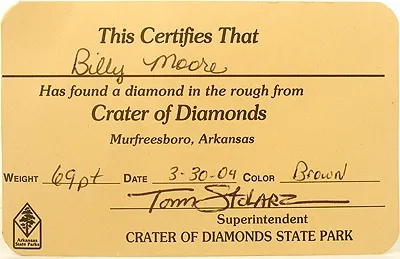 This Certifies That
Billy Moore
Has found a diamond in the rough from
Crater of Diamonds
Murfreesboro, Arkansas
WEIGHT 69pt DATE 3-30-04 COLOR Brown
Tom Stolarz
Superintendent
Arkansas
State Parks
CRATER OF DIAMONDS STATE PARK